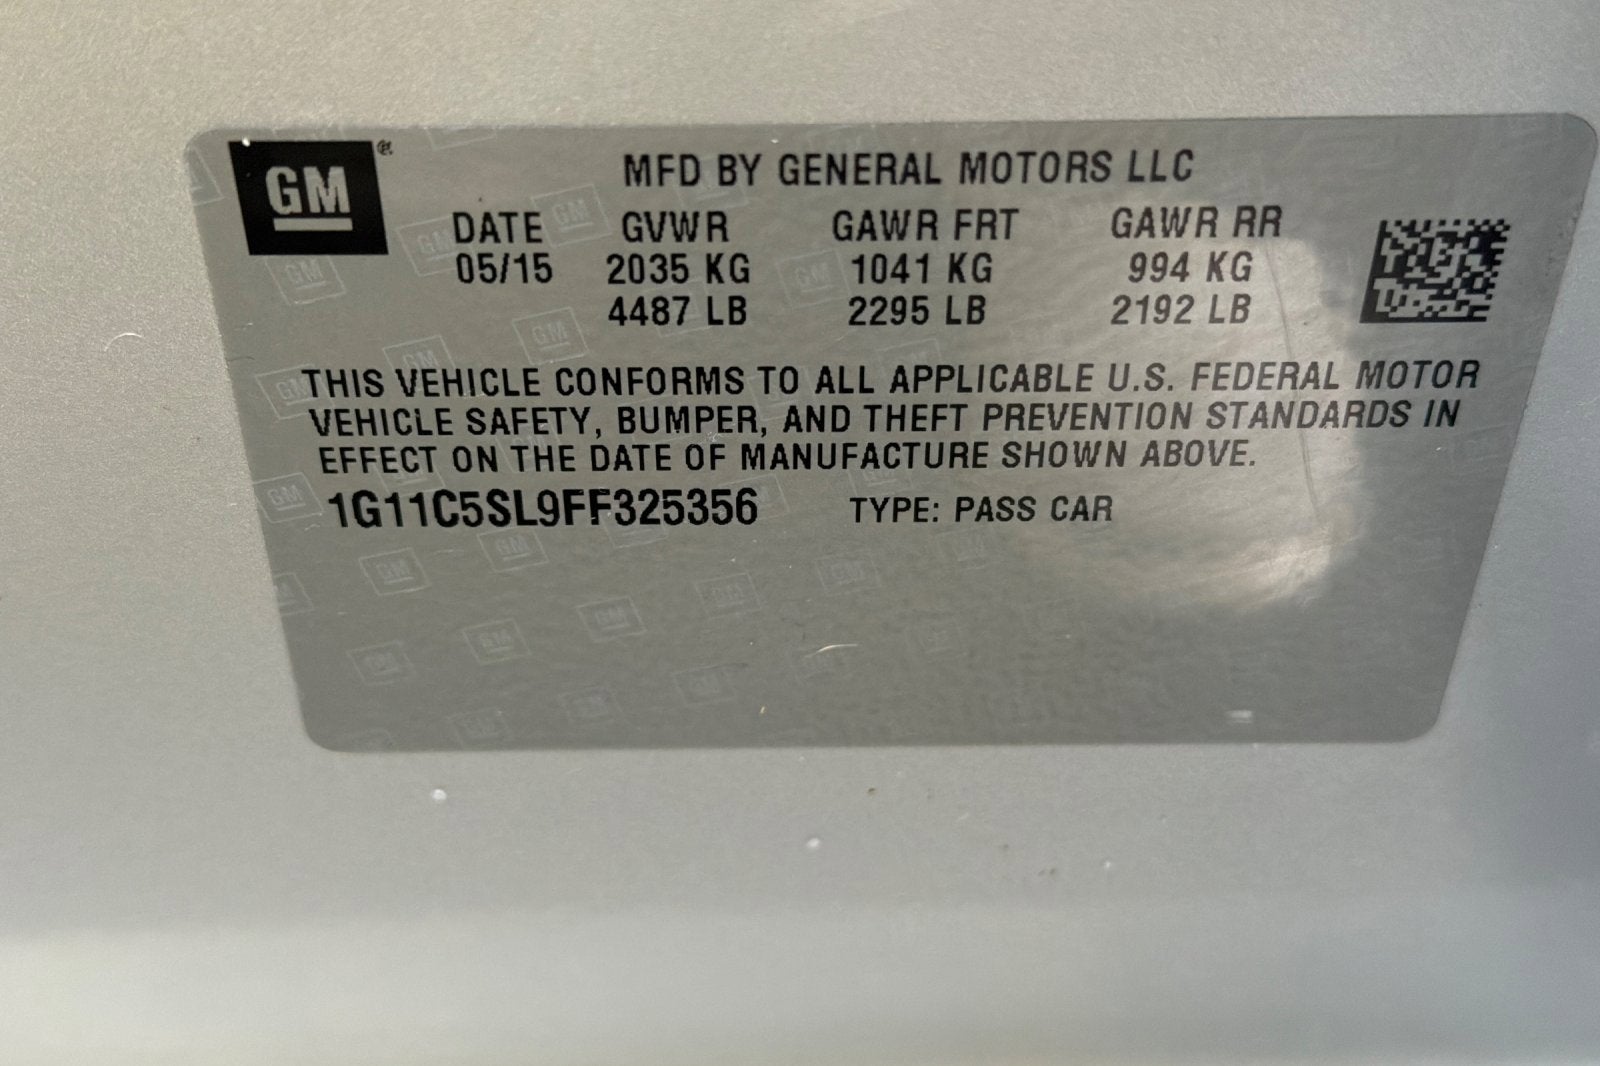 GM
MFD BY GENERAL MOTORS LLC
DATE GVWR GAWR FRT GAWR RR
05/15 2035 KG 1041 KG 994 KG
4487 LB 2295 LB 2192 LB
THIS VEHICLE CONFORMS TO ALL APPLICABLE U.S. FEDERAL MOTOR
VEHICLE SAFETY, BUMPER, AND THEFT PREVENTION STANDARDS IN
EFFECT ON THE DATE OF MANUFACTURE SHOWN ABOVE.
1G11C5SL9FF325356 TYPE: PASS CAR